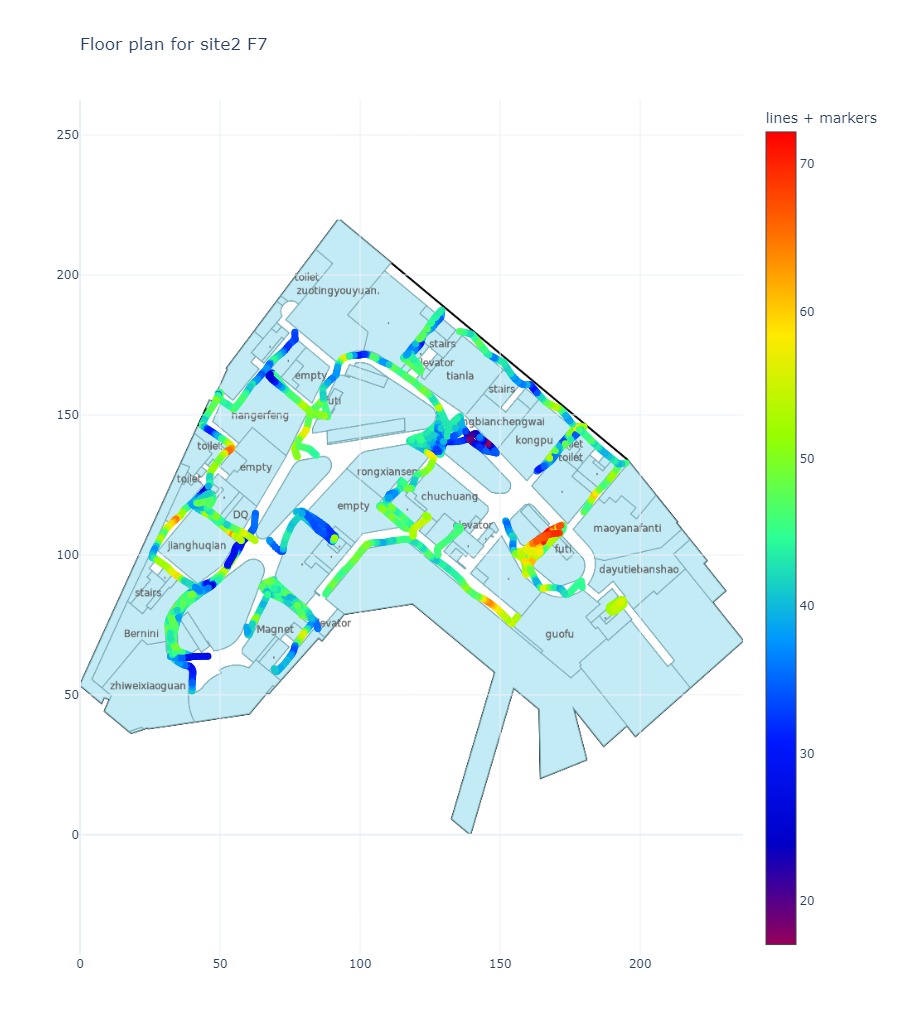 Floor plan for site2 F7
lines + markers
250
200
150
100
50
0
0
50
100
150
200
70
60
50
40
30
20
toilet
zuotingyouyuan.
stairs
elevator
empty
tianla
stairs
futi
hangerfeng
kongpu
toilet
toilet
toilet
empty
rongxiansen
toilet
chuchuang
empty
DQ
elevator
maoyanafanti
jianghuqian
futi
dayutiebanshao
stairs
elevator
Magnet
Bernini
guofu
zhiweixiaoguan